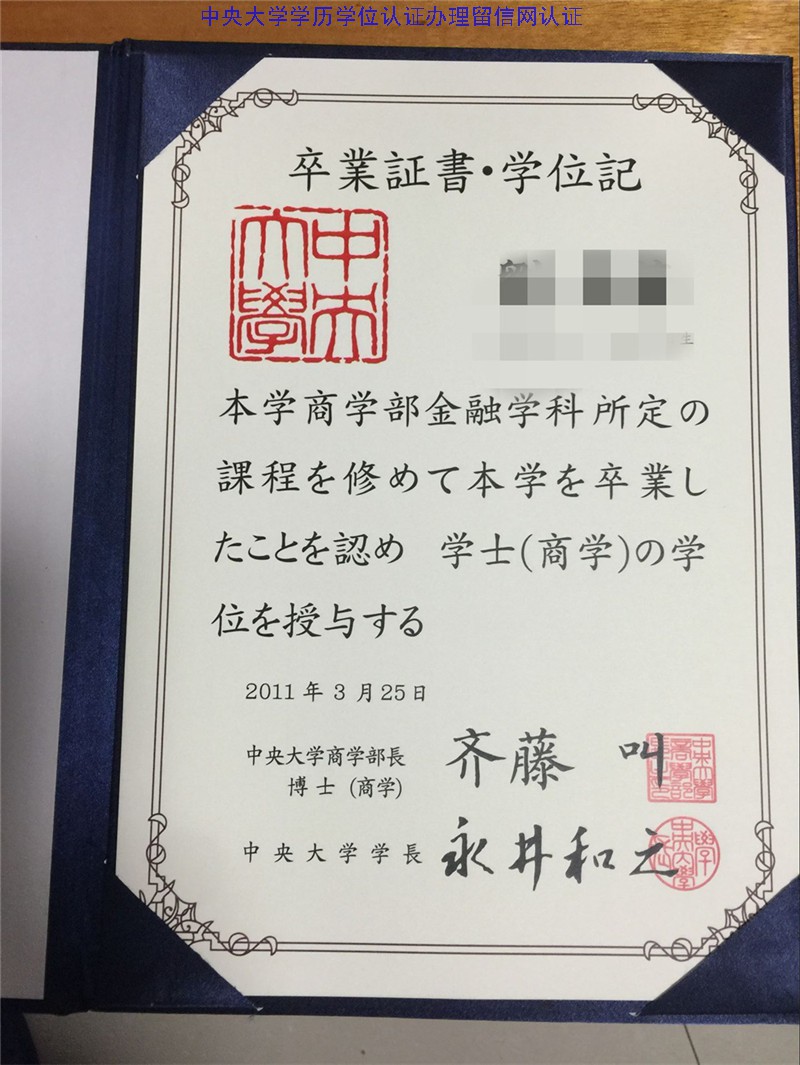 中央大学学历学位认证办理留信网认证
卒業証書・学位記
中央
大學
本学商学部金融学科所定の
課程を修めて本学を卒業し
たことを認め 学士(商学)の学
位を授与する
2011年3月25日
中央大学商学部長
博士(商学)
齐藤 叫
中央大学学長 永井和之